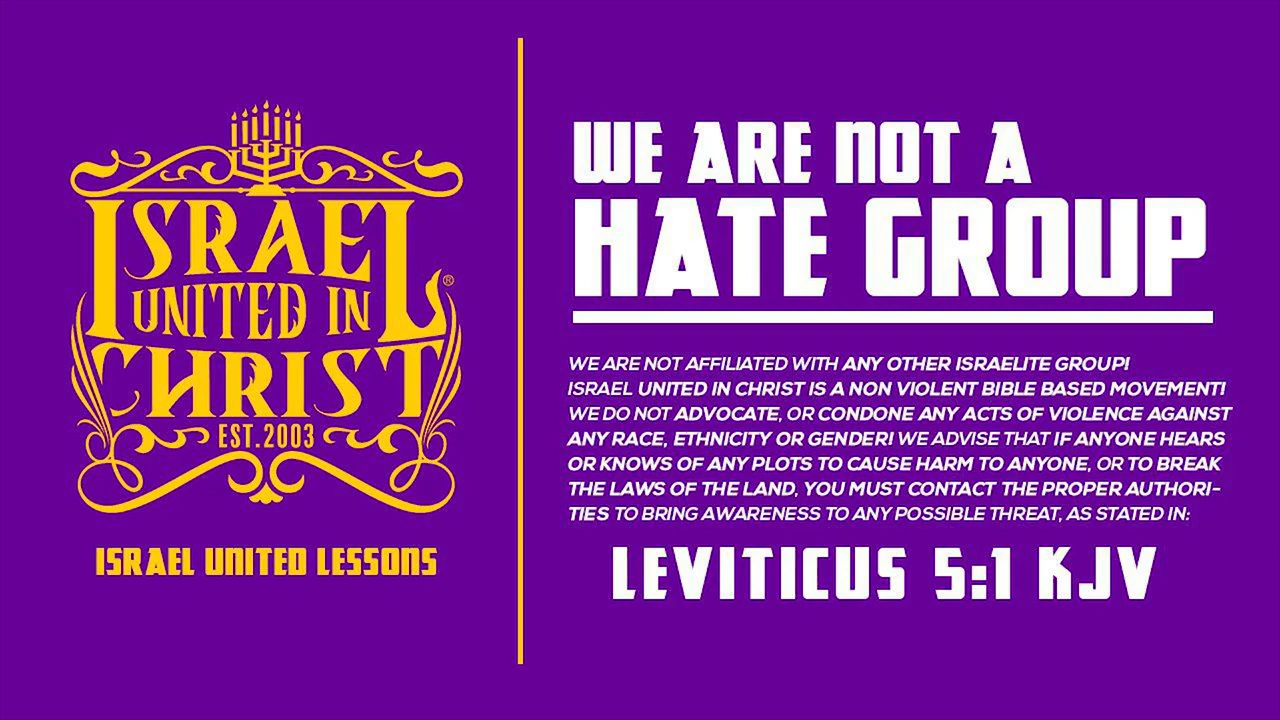 ISRAEL
UNITED IN
CHRIST
®
EST.2003
ISRAEL UNITED LESSONS
WE ARE NOT A
HATE GROUP
WE ARE NOT AFFILIATED WITH ANY OTHER ISRAELITE GROUP!
ISRAEL UNITED IN CHRIST IS A NON VIOLENT BIBLE BASED MOVEMENT!
WE DO NOT ADVOCATE, OR CONDONE ANY ACTS OF VIOLENCE AGAINST
ANY RACE, ETHNICITY OR GENDER! WE ADVISE THAT IF ANYONE HEARS
OR KNOWS OF ANY PLOTS TO CAUSE HARM TO ANYONE, OR TO BREAK
THE LAWS OF THE LAND, YOU MUST CONTACT THE PROPER AUTHORI-
TIES TO BRING AWARENESS TO ANY POSSIBLE THREAT, AS STATED IN:
LEVITICUS 5:1 KJV